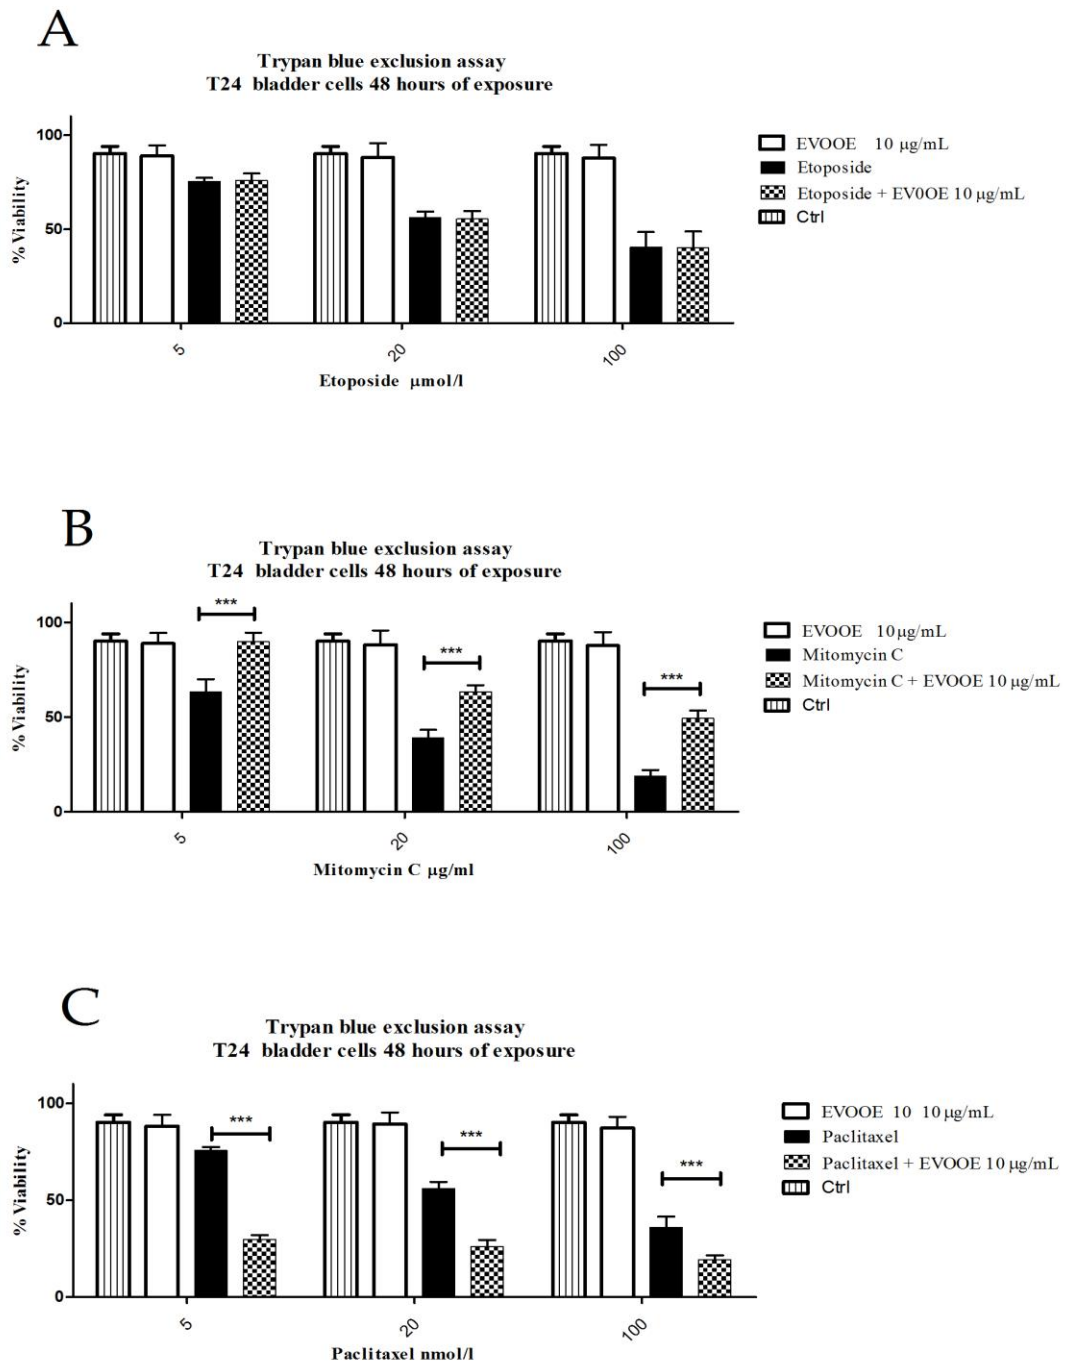 A
Trypan blue exclusion assay
T24 bladder cells 48 hours of exposure
% Viability
100
50
0
5
20
100
Etoposide μmol/l
EVOOE 10 μg/mL
Etoposide
Etoposide + EV0OE 10 μg/mL
Ctrl
B
Trypan blue exclusion assay
T24 bladder cells 48 hours of exposure
% Viability
100
50
0
***
***
***
5
20
100
Mitomycin C μg/ml
EVOOE 10μg/mL
Mitomycin C
Mitomycin C + EVOOE 10 μg/mL
Ctrl
C
Trypan blue exclusion assay
T24 bladder cells 48 hours of exposure
% Viability
100
50
0
***
***
***
5
20
100
Paclitaxel nmol/l
EVOOE 10 10 μg/mL
Paclitaxel
Paclitaxel + EVOOE 10 μg/mL
Ctrl